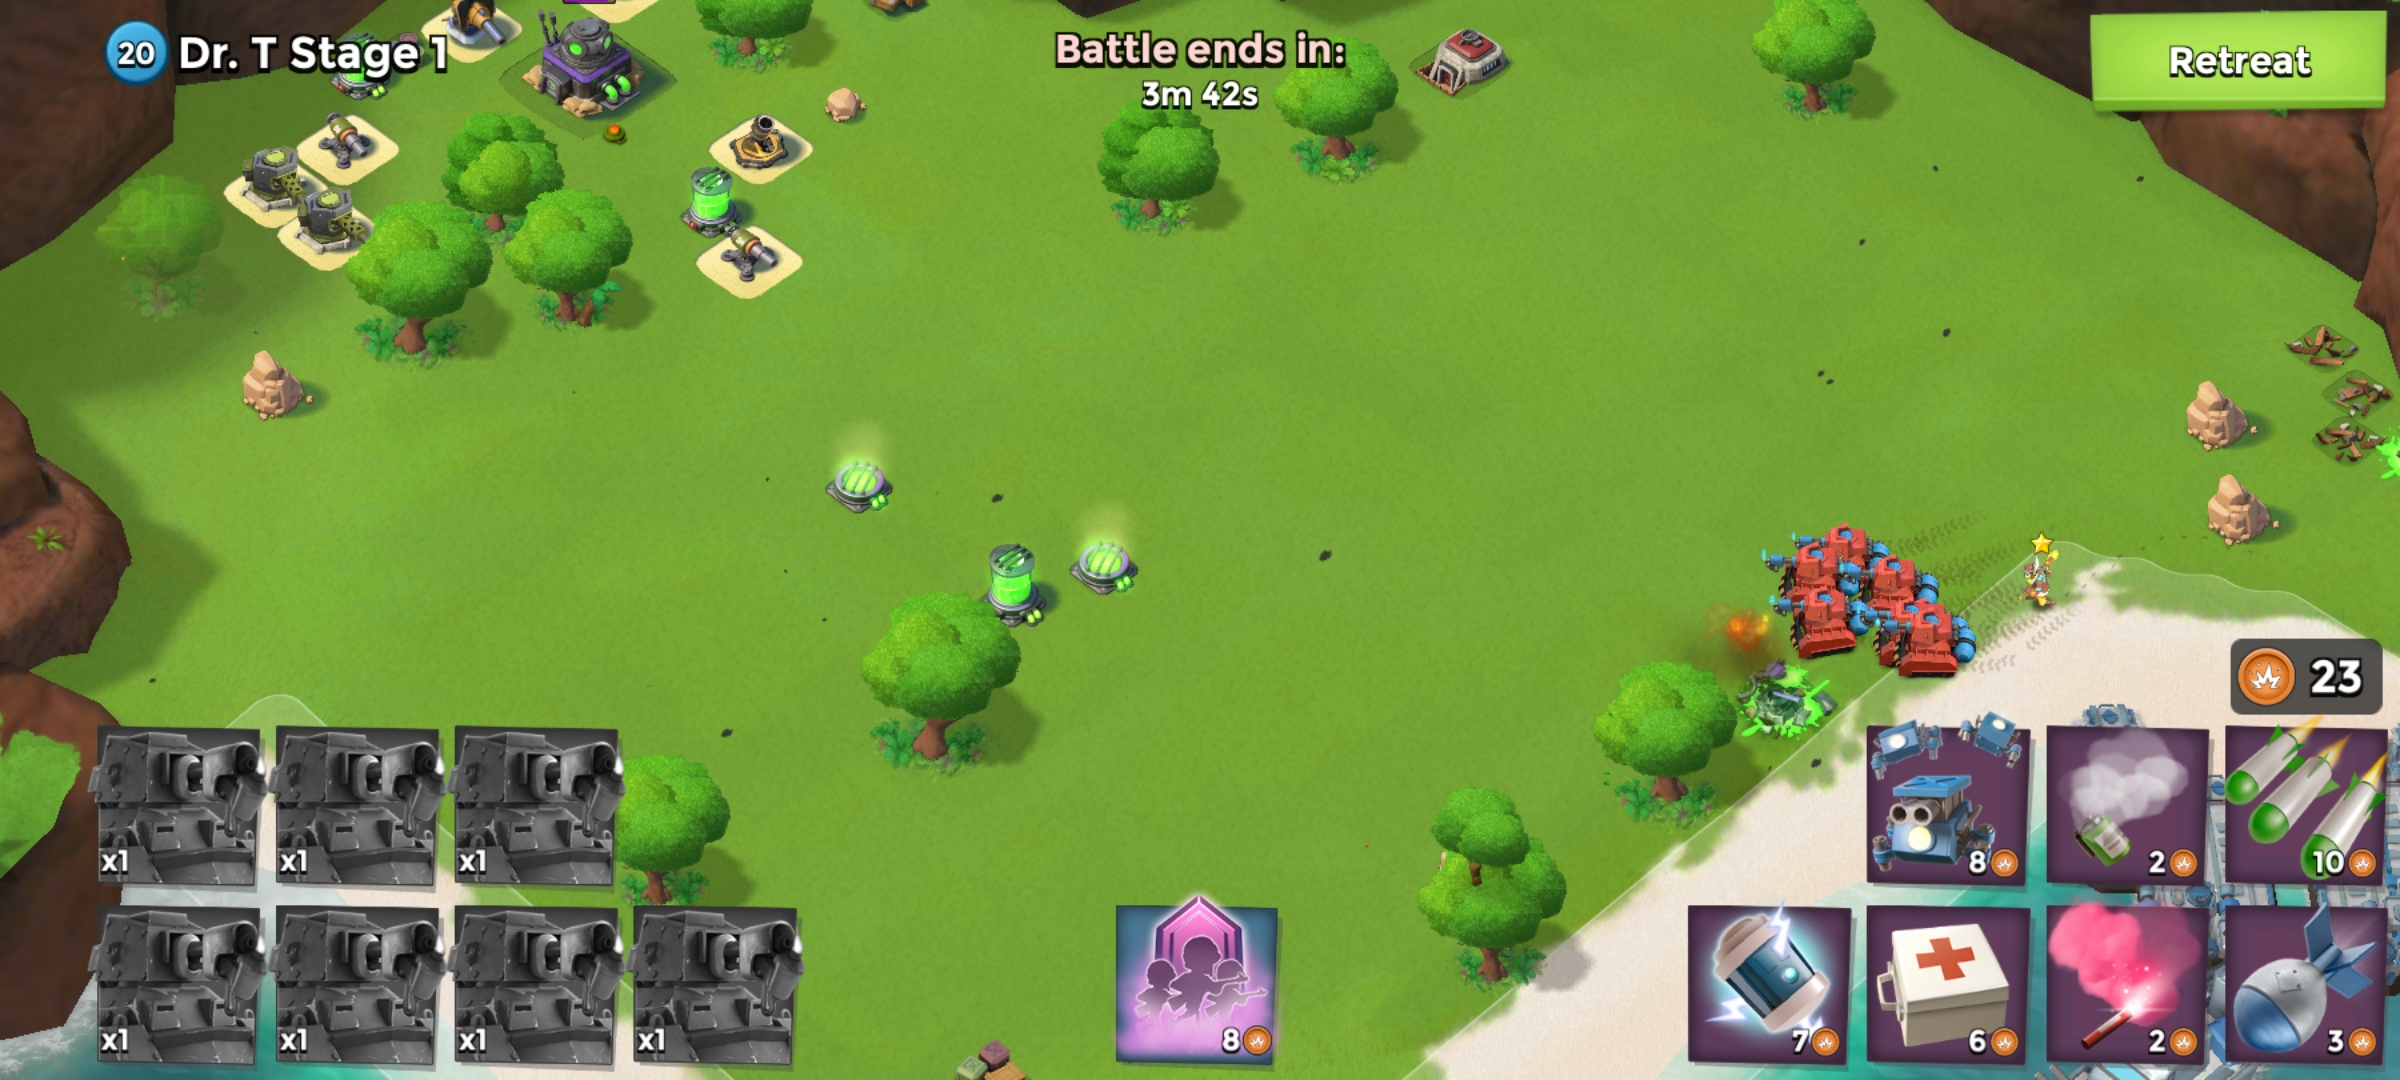 20 Dr. T Stage 1
Battle ends in:
3m 42s
Retreat
23
x1 x1 x1
8 2 10
x1 x1 x1 x1
8
7 6 2 3